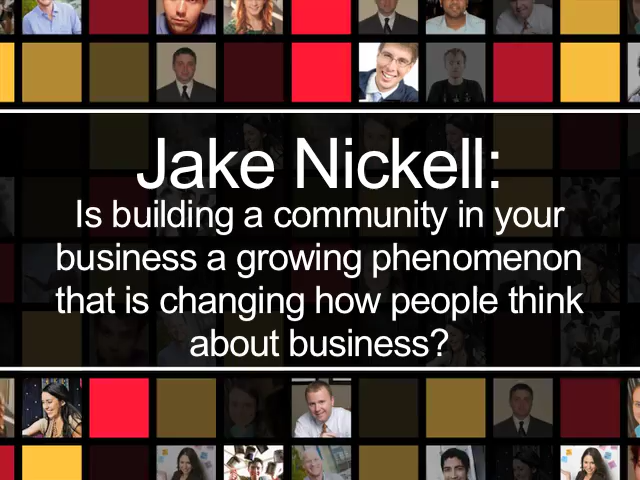 Jake Nickell:
Is building a community in your
business a growing phenomenon
that is changing how people think
about business?